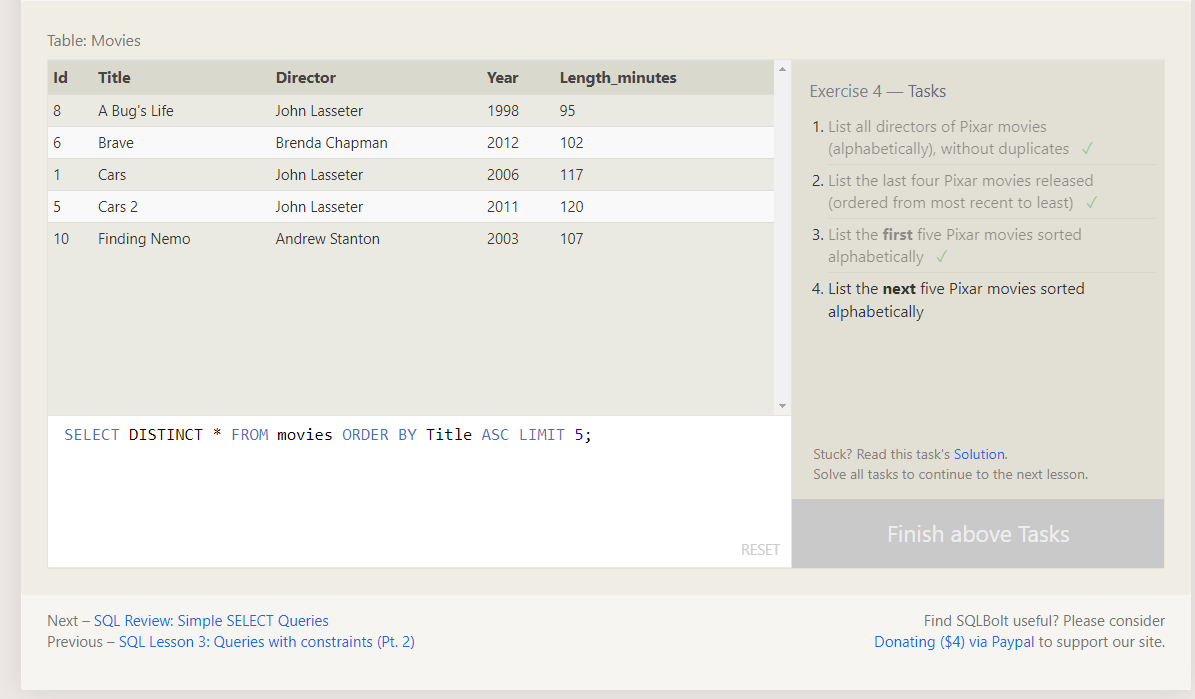 Table: Movies
Id Title Director Year Length_minutes
8 A Bug's Life John Lasseter 1998 95
6 Brave Brenda Chapman 2012 102
1 Cars John Lasseter 2006 117
5 Cars 2 John Lasseter 2011 120
10 Finding Nemo Andrew Stanton 2003 107
SELECT DISTINCT * FROM movies ORDER BY Title ASC LIMIT 5;
RESET
Exercise 4 — Tasks
1. List all directors of Pixar movies
(alphabetically), without duplicates ✓
2. List the last four Pixar movies released
(ordered from most recent to least) ✓
3. List the first five Pixar movies sorted
alphabetically ✓
4. List the next five Pixar movies sorted
alphabetically
Stuck? Read this task's Solution.
Solve all tasks to continue to the next lesson.
Finish above Tasks
Next – SQL Review: Simple SELECT Queries
Previous – SQL Lesson 3: Queries with constraints (Pt. 2)
Find SQLBolt useful? Please consider
Donating ($4) via Paypal to support our site.